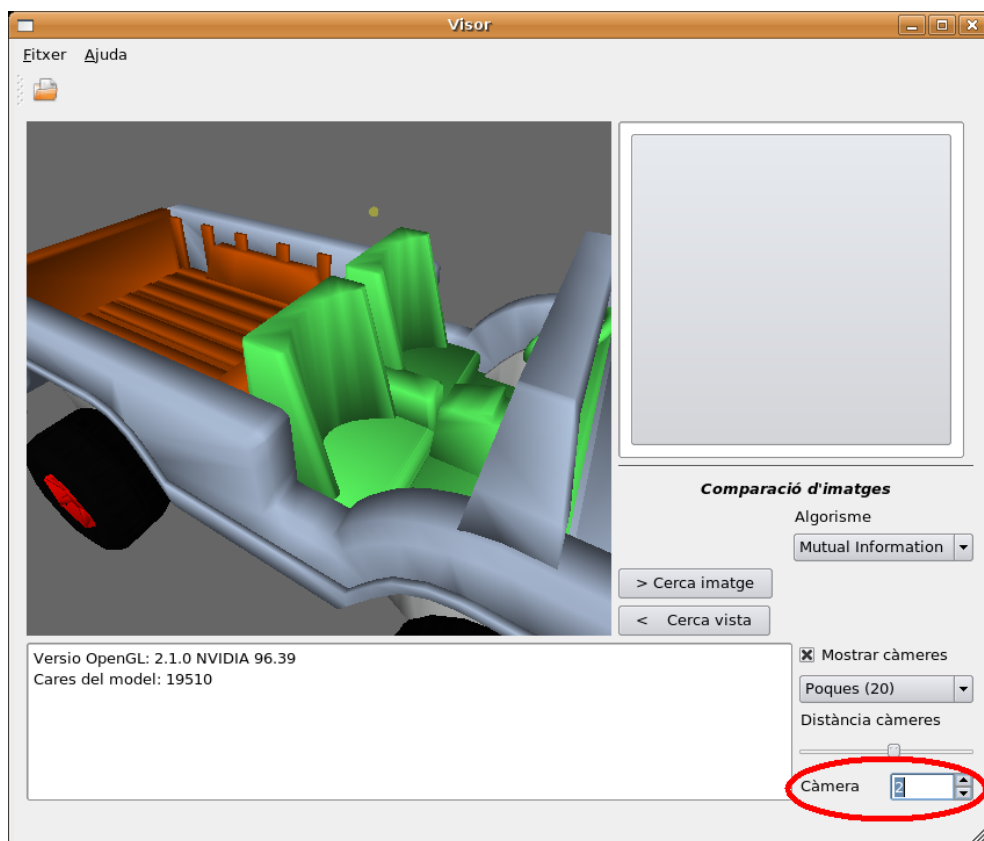 Visor
Fitxer Ajuda
Comparació d'imatges
Algorisme
Mutual Information
> Cerca imatge
< Cerca vista
Versio OpenGL: 2.1.0 NVIDIA 96.39
Cares del model: 19510
Mostrar càmeres
Poques (20)
Distància càmeres
Càmera 2